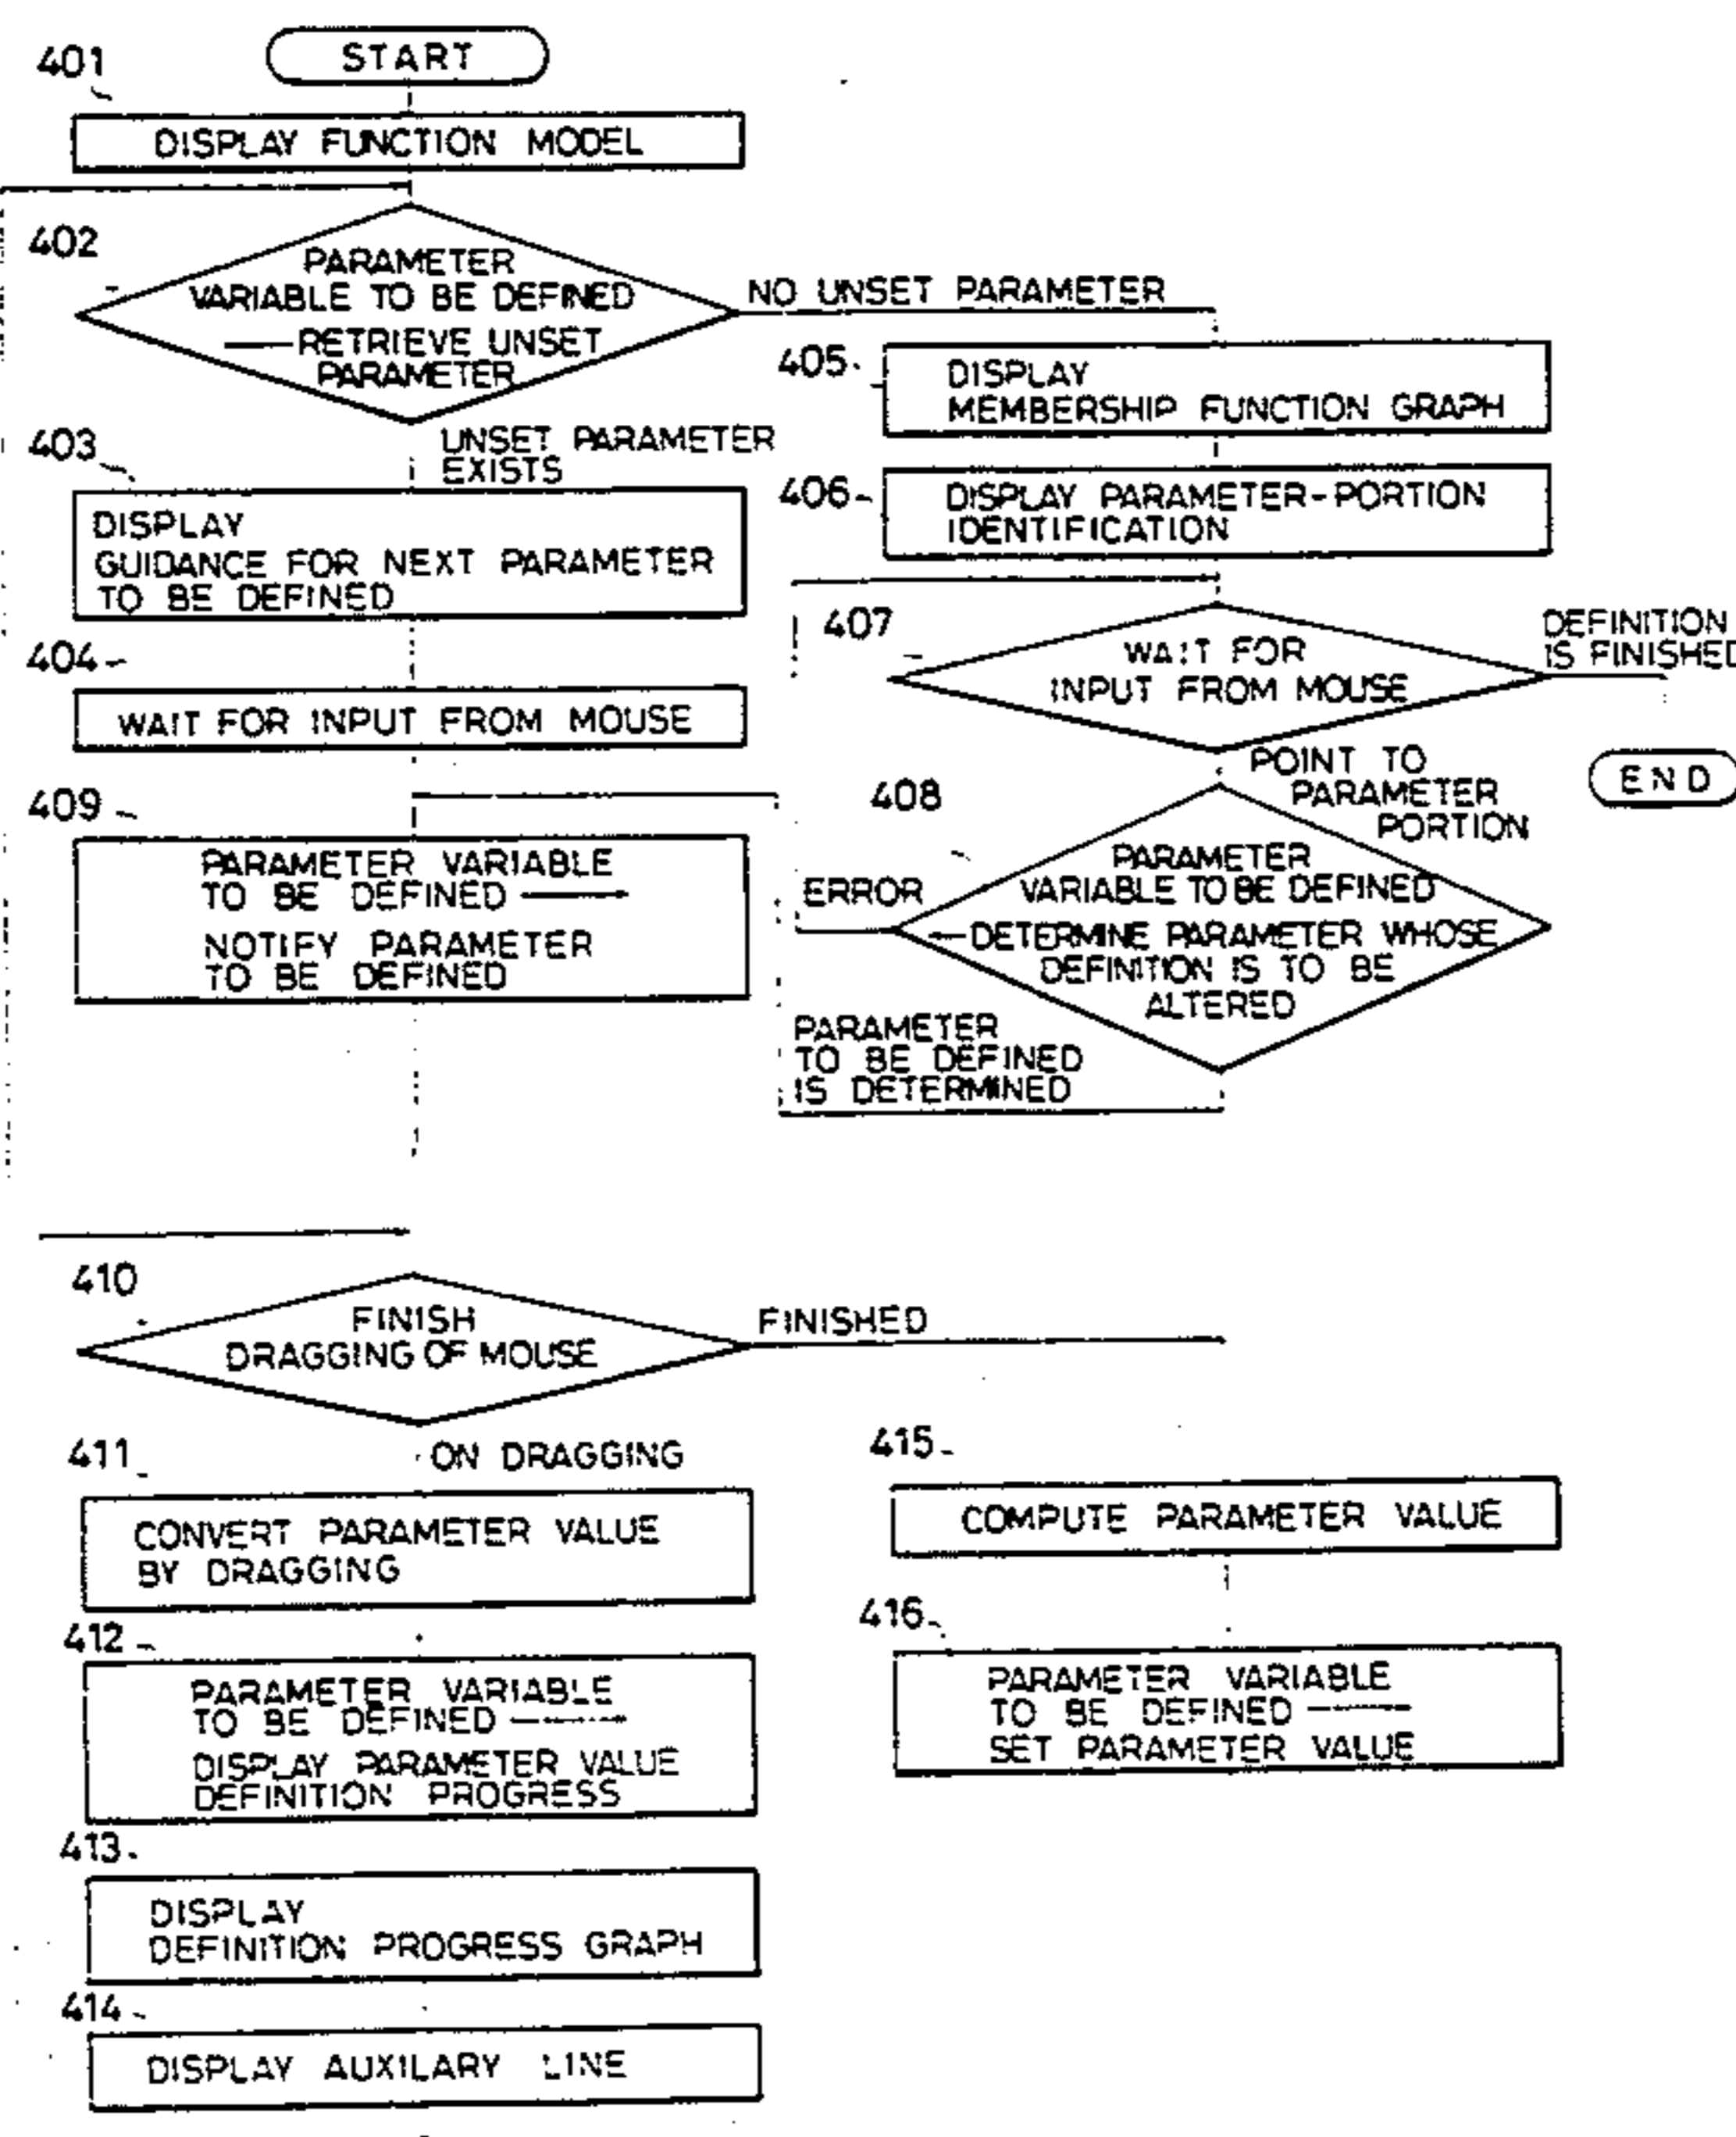 START
401
DISPLAY FUNCTION MODEL
402
PARAMETER
VARIABLE TO BE DEFINED
RETRIEVE UNSET
PARAMETER
NO UNSET PARAMETER
UNSET PARAMETER
EXISTS
403
DISPLAY
GUIDANCE FOR NEXT PARAMETER
TO BE DEFINED
404
WAIT FOR INPUT FROM MOUSE
405
DISPLAY
MEMBERSHIP FUNCTION GRAPH
406
DISPLAY PARAMETER-PORTION
IDENTIFICATION
407
WAIT FOR
INPUT FROM MOUSE
DEFINITION
IS FINISHED
END
POINT TO
PARAMETER
PORTION
408
PARAMETER
VARIABLE TO BE DEFINED
DETERMINE PARAMETER WHOSE
DEFINITION IS TO BE
ALTERED
ERROR
PARAMETER
TO BE DEFINED
IS DETERMINED
409
PARAMETER VARIABLE
TO BE DEFINED
NOTIFY PARAMETER
TO BE DEFINED
410
FINISH
DRAGGING OF MOUSE
FINISHED
ON DRAGGING
411
CONVERT PARAMETER VALUE
BY DRAGGING
412
PARAMETER VARIABLE
TO BE DEFINED
DISPLAY PARAMETER VALUE
DEFINITION PROGRESS
413
DISPLAY
DEFINITION PROGRESS GRAPH
414
DISPLAY AUXILARY LINE
415
COMPUTE PARAMETER VALUE
416
PARAMETER VARIABLE
TO BE DEFINED
SET PARAMETER VALUE